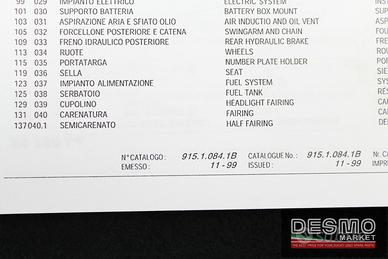 99 029 IMPIANTO ELETTRICO ELECTRIC SYSTEM
101 030 SUPPORTO BATTERIA BATTERY BOX MOUNT SUP
103 031 ASPIRAZIONE ARIA E SFIATO OLIO AIR INDUCTIO AND OIL VENT
105 032 FORCELLONE POSTERIORE E CATENA SWINGARM AND CHAIN
109 033 FRENO IDRAULICO POSTERIORE REAR HYDRAULIC BRAKE
113 034 RUOTE WHEELS
115 035 PORTATARGA NUMBER PLATE HOLDER
119 036 SELLA SEAT
123 037 IMPIANTO ALIMENTAZIONE FUEL SYSTEM
125 038 SERBATOIO FUEL TANK
129 039 CUPOLINO HEADLIGHT FAIRING
131 040 CARENATURA FAIRING
137 040.1 SEMICARENATO HALF FAIRING
N° CATALOGO : 915.1.084.1B CATALOGUE No. : 915.1.084.1B
EMESSO : 11 - 99 ISSUED : 11 - 99
DESMO
MARKET